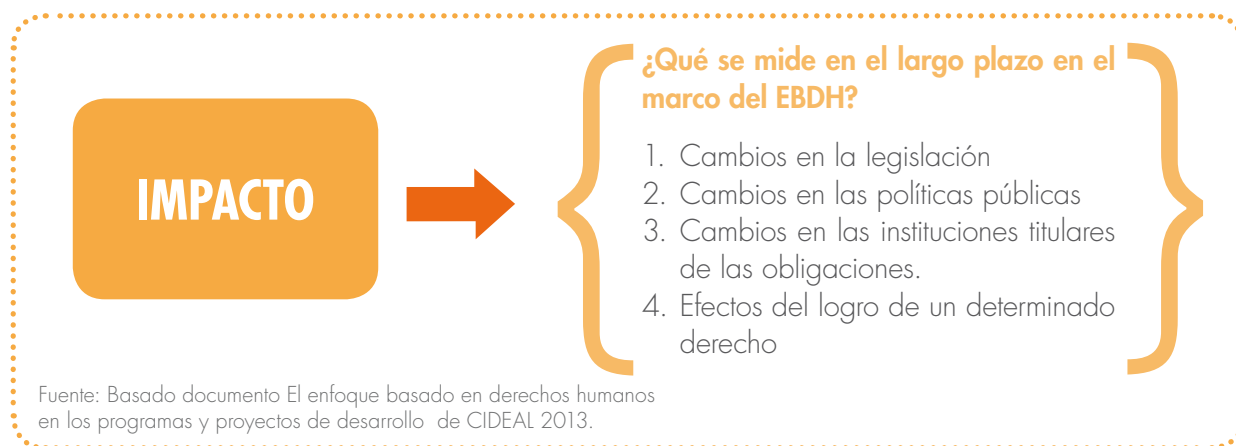 IMPACTO
¿Qué se mide en el largo plazo en el
marco del EBDH?
1. Cambios en la legislación
2. Cambios en las políticas públicas
3. Cambios en las instituciones titulares
de las obligaciones.
4. Efectos del logro de un determinado
derecho
Fuente: Basado documento El enfoque basado en derechos humanos
en los programas y proyectos de desarrollo de CIDEAL 2013.